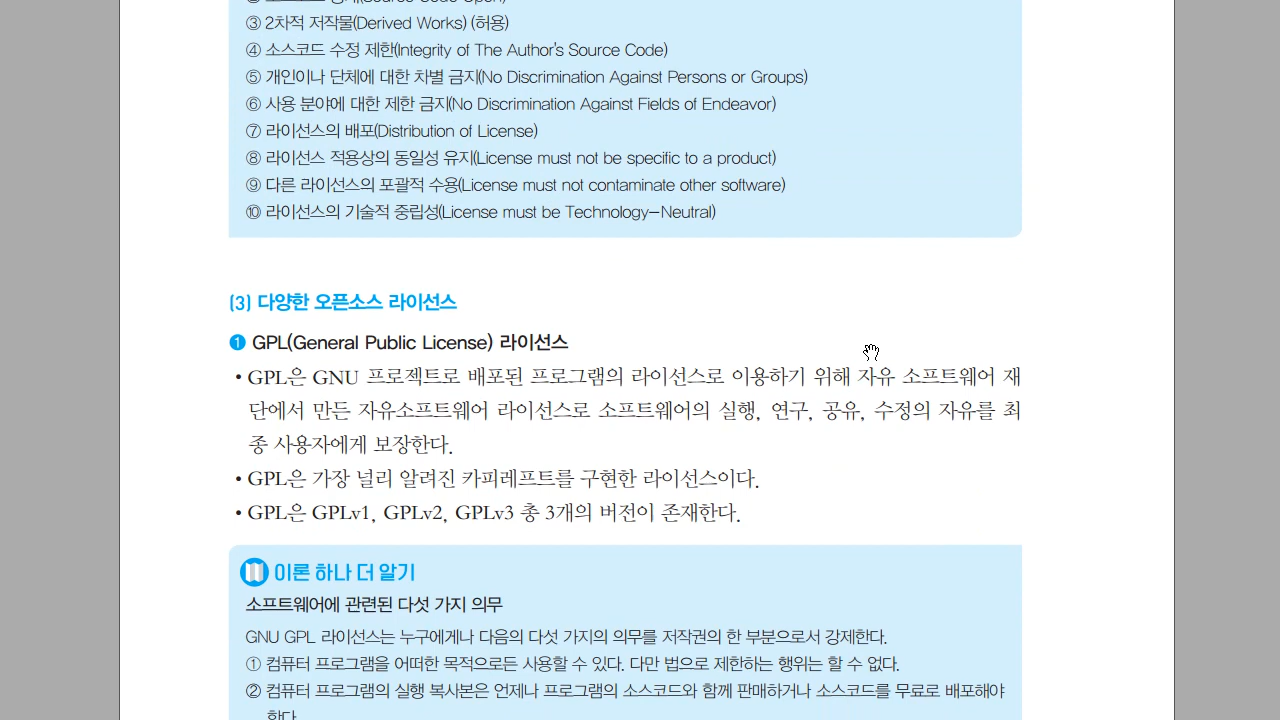 ③ 2차적 저작물(Derived Works) (허용)
④ 소스코드 수정 제한(Integrity of The Author's Source Code)
⑤ 개인이나 단체에 대한 차별 금지(No Discrimination Against Persons or Groups)
⑥ 사용 분야에 대한 제한 금지(No Discrimination Against Fields of Endeavor)
⑦ 라이선스의 배포(Distribution of License)
⑧ 라이선스 적용상의 동일성 유지(License must not be specific to a product)
⑨ 다른 라이선스의 포괄적 수용(License must not contaminate other software)
⑩ 라이선스의 기술적 중립성(License must be Technology-Neutral)
(3) 다양한 오픈소스 라이선스
❶ GPL(General Public License) 라이선스
• GPL은 GNU 프로젝트로 배포된 프로그램의 라이선스로 이용하기 위해 자유 소프트웨어 재
단에서 만든 자유소프트웨어 라이선스로 소프트웨어의 실행, 연구, 공유, 수정의 자유를 최
종 사용자에게 보장한다.
• GPL은 가장 널리 알려진 카피레프트를 구현한 라이선스이다.
• GPL은 GPLv1, GPLv2, GPLv3 총 3개의 버전이 존재한다.
이론 하나 더 알기
소프트웨어에 관련된 다섯 가지 의무
GNU GPL 라이선스는 누구에게나 다음의 다섯 가지의 의무를 저작권의 한 부분으로서 강제한다.
① 컴퓨터 프로그램을 어떠한 목적으로든 사용할 수 있다. 다만 법으로 제한하는 행위는 할 수 없다.
② 컴퓨터 프로그램의 실행 복사본은 언제나 프로그램의 소스코드와 함께 판매하거나 소스코드를 무료로 배포해야
한다.